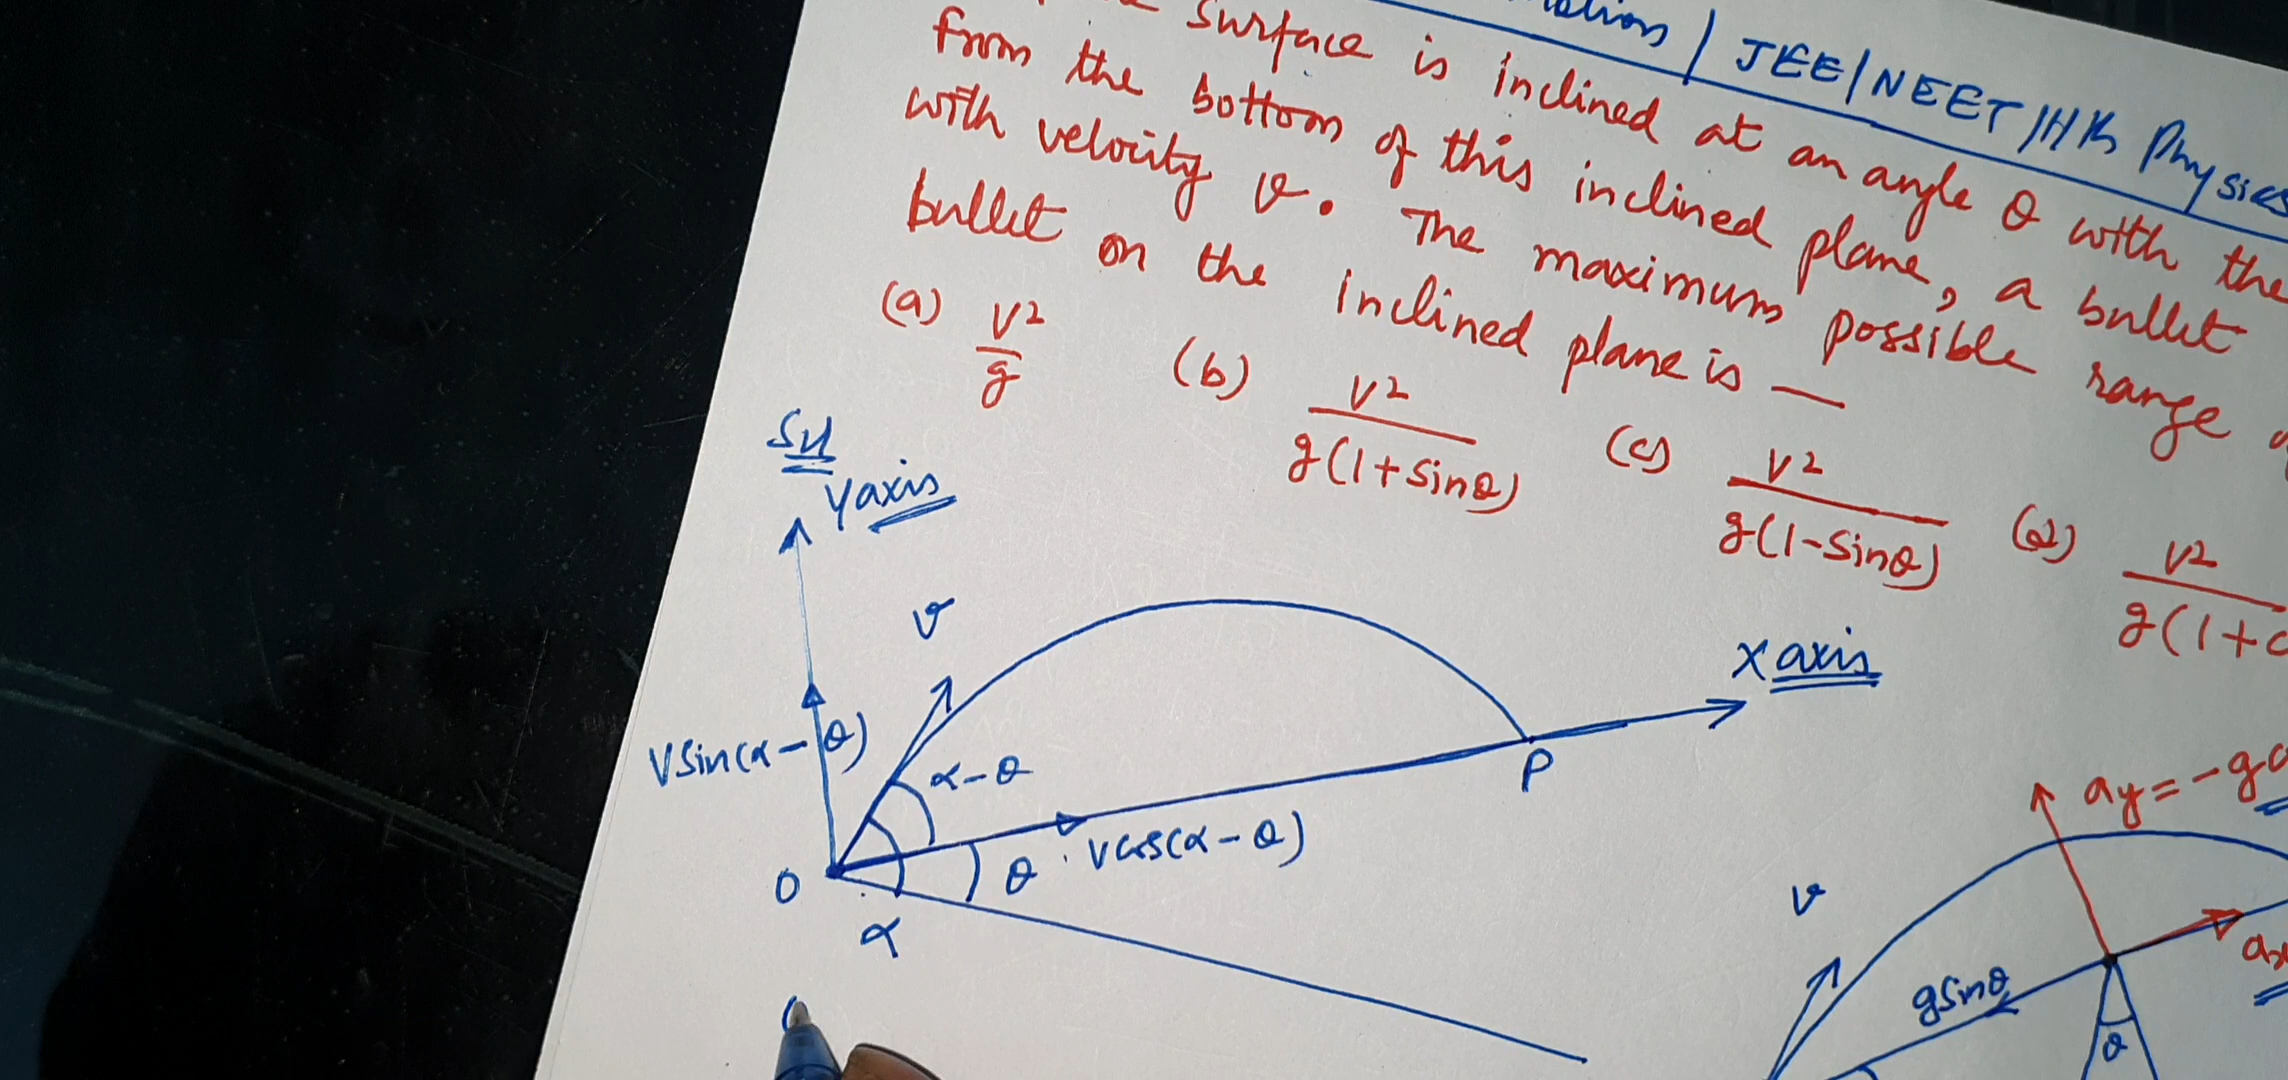 / JEE/NEET/
Physics
surface is inclined at an angle θ with the
from the bottom of this inclined plane, a bullet
with velocity v. The maximum possible range
bullet on the inclined plane is —
(a) V²/g (b) V²/g(1+sinθ) (c) V²/g(1-sinθ) (d) V²/g(1+
Sol
Y axis
v
X axis
Vsin(α-θ)
α-θ
P
Vcos(α-θ)
θ
O
α
ay = -g
v
gsinθ
θ